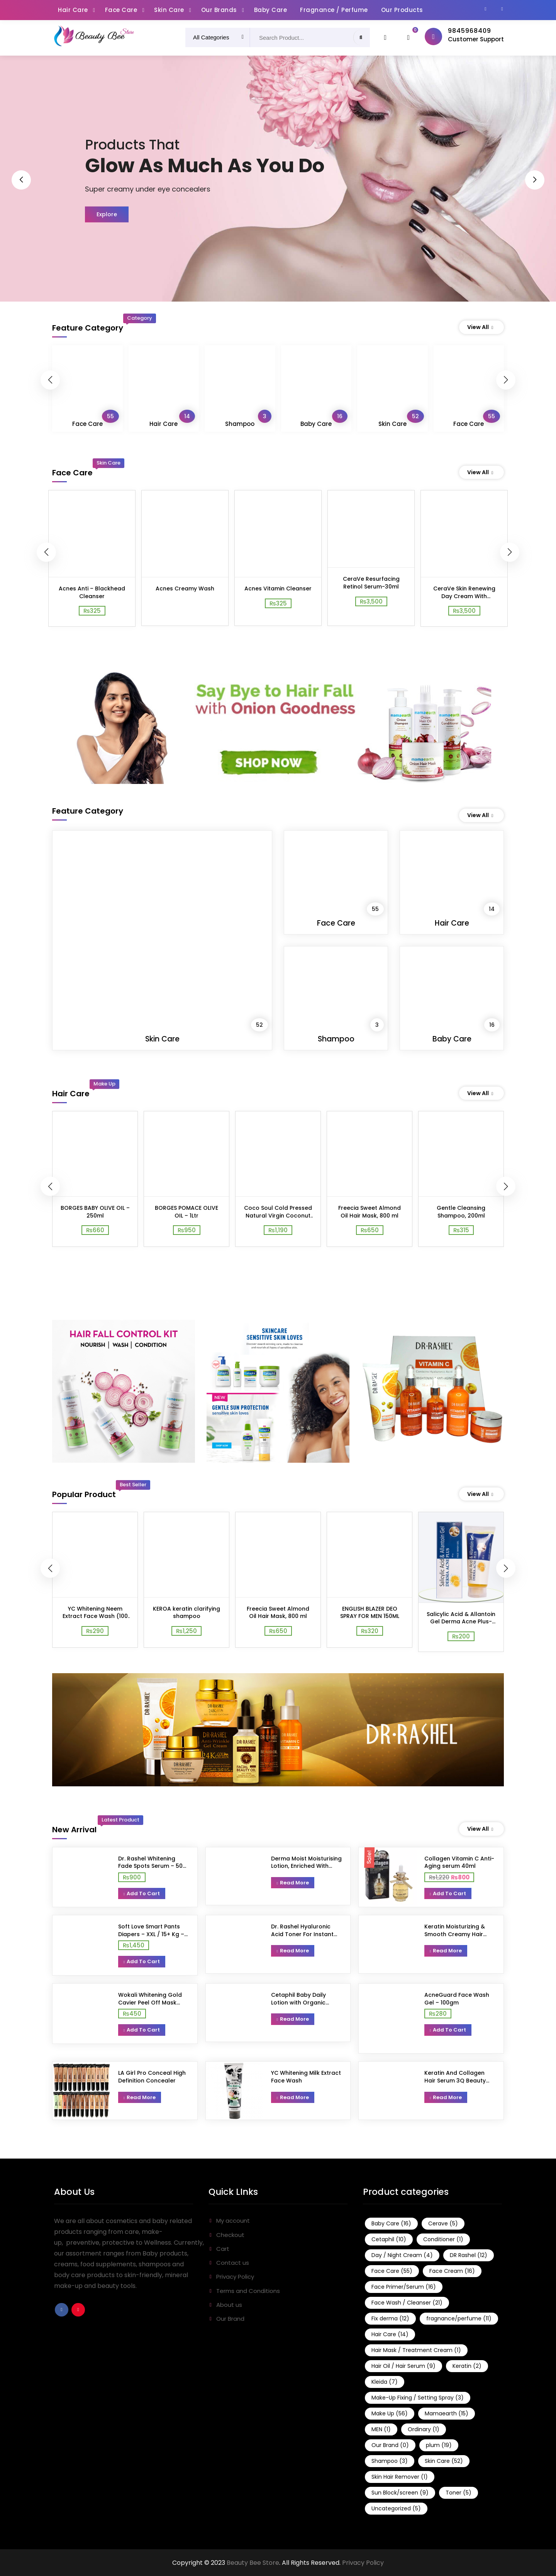 Hair Care Face Care Skin Care Our Brands Baby Care Fragnance / Perfume Our Products
Beauty Bee Store
All Categories Search Product... 0 9845968409
Customer Support
Products That
Glow As Much As You Do
Super creamy under eye concealers
Explore
Category
Feature Category View All
55 14 3 16 52 55
Face Care Hair Care Shampoo Baby Care Skin Care Face Care
Skin Care
Face Care View All
Acnes Anti – Blackhead Cleanser
₨325
Acnes Creamy Wash
Acnes Vitamin Cleanser
₨325
CeraVe Resurfacing Retinol Serum-30ml
₨3,500
CeraVe Skin Renewing Day Cream With...
₨3,500
Say Bye to Hair Fall
with Onion Goodness
SHOP NOW
Feature Category View All
55 14
Face Care Hair Care
52 3 16
Skin Care Shampoo Baby Care
Make Up
Hair Care View All
BORGES BABY OLIVE OIL – 250ml
₨660
BORGES POMACE OLIVE OIL – 1Ltr
₨950
Coco Soul Cold Pressed Natural Virgin Coconut...
₨1,190
Freecia Sweet Almond Oil Hair Mask, 800 ml
₨650
Gentle Cleansing Shampoo, 200ml
₨315
HAIR FALL CONTROL KIT
NOURISH | WASH | CONDITION
SKINCARE
SENSITIVE SKIN LOVES
NEW
GENTLE SUN PROTECTION
sensitive skin loves
DR·RASHEL
VITAMIN C
Best Seller
Popular Product View All
YC Whitening Neem Extract Face Wash (100...
₨290
KEROA keratin clarifying shampoo
₨1,250
Freecia Sweet Almond Oil Hair Mask, 800 ml
₨650
ENGLISH BLAZER DEO SPRAY FOR MEN 150ML
₨320
Salicylic Acid & Allantoin Gel Derma Acne Plus-...
₨200
DR·RASHEL
Latest Product
New Arrival View All
Dr. Rashel Whitening Fade Spots Serum – 50...
₨900
Add To Cart
Derma Moist Moisturising Lotion, Enriched With...
Read More
Sale!
Collagen Vitamin C Anti-Aging serum 40ml
₨1,220 ₨800
Add To Cart
Soft Love Smart Pants Diapers – XXL / 15+ Kg –...
₨1,450
Add To Cart
Dr. Rashel Hyaluronic Acid Toner For Instant...
Read More
Keratin Moisturizing & Smooth Creamy Hair...
Read More
Wokali Whitening Gold Cavier Peel Off Mask...
₨450
Add To Cart
Cetaphil Baby Daily Lotion with Organic...
Read More
AcneGuard Face Wash Gel – 100gm
₨280
Add To Cart
LA Girl Pro Conceal High Definition Concealer
Read More
YC Whitening Milk Extract Face Wash
Read More
Keratin And Collagen Hair Serum 3Q Beauty...
Read More
About Us
We are all about cosmetics and baby related
products ranging from care, make-
up, preventive, protective to Wellness. Currently,
our assortment ranges from Baby products,
creams, food supplements, shampoos and
body care products to skin-friendly, mineral
make-up and beauty tools.
Quick LInks
My account
Checkout
Cart
Contact us
Privacy Policy
Terms and Conditions
About us
Our Brand
Product categories
Baby Care (16) Cerave (5)
Cetaphil (10) Conditioner (1)
Day / Night Cream (4) DR Rashel (12)
Face Care (55) Face Cream (16)
Face Primer/Serum (16)
Face Wash / Cleanser (21)
Fix derma (12) fragnance/perfume (11)
Hair Care (14)
Hair Mask / Treatment Cream (1)
Hair Oil / Hair Serum (9) Keratin (2)
Kleida (7)
Make-Up Fixing / Setting Spray (3)
Make Up (56) Mamaearth (15)
MEN (1) Ordinary (1)
Our Brand (0) plum (19)
Shampoo (3) Skin Care (52)
Skin Hair Remover (1)
Sun Block/screen (9) Toner (5)
Uncategorized (5)
Copyright © 2023 Beauty Bee Store. All Rights Reserved. Privacy Policy